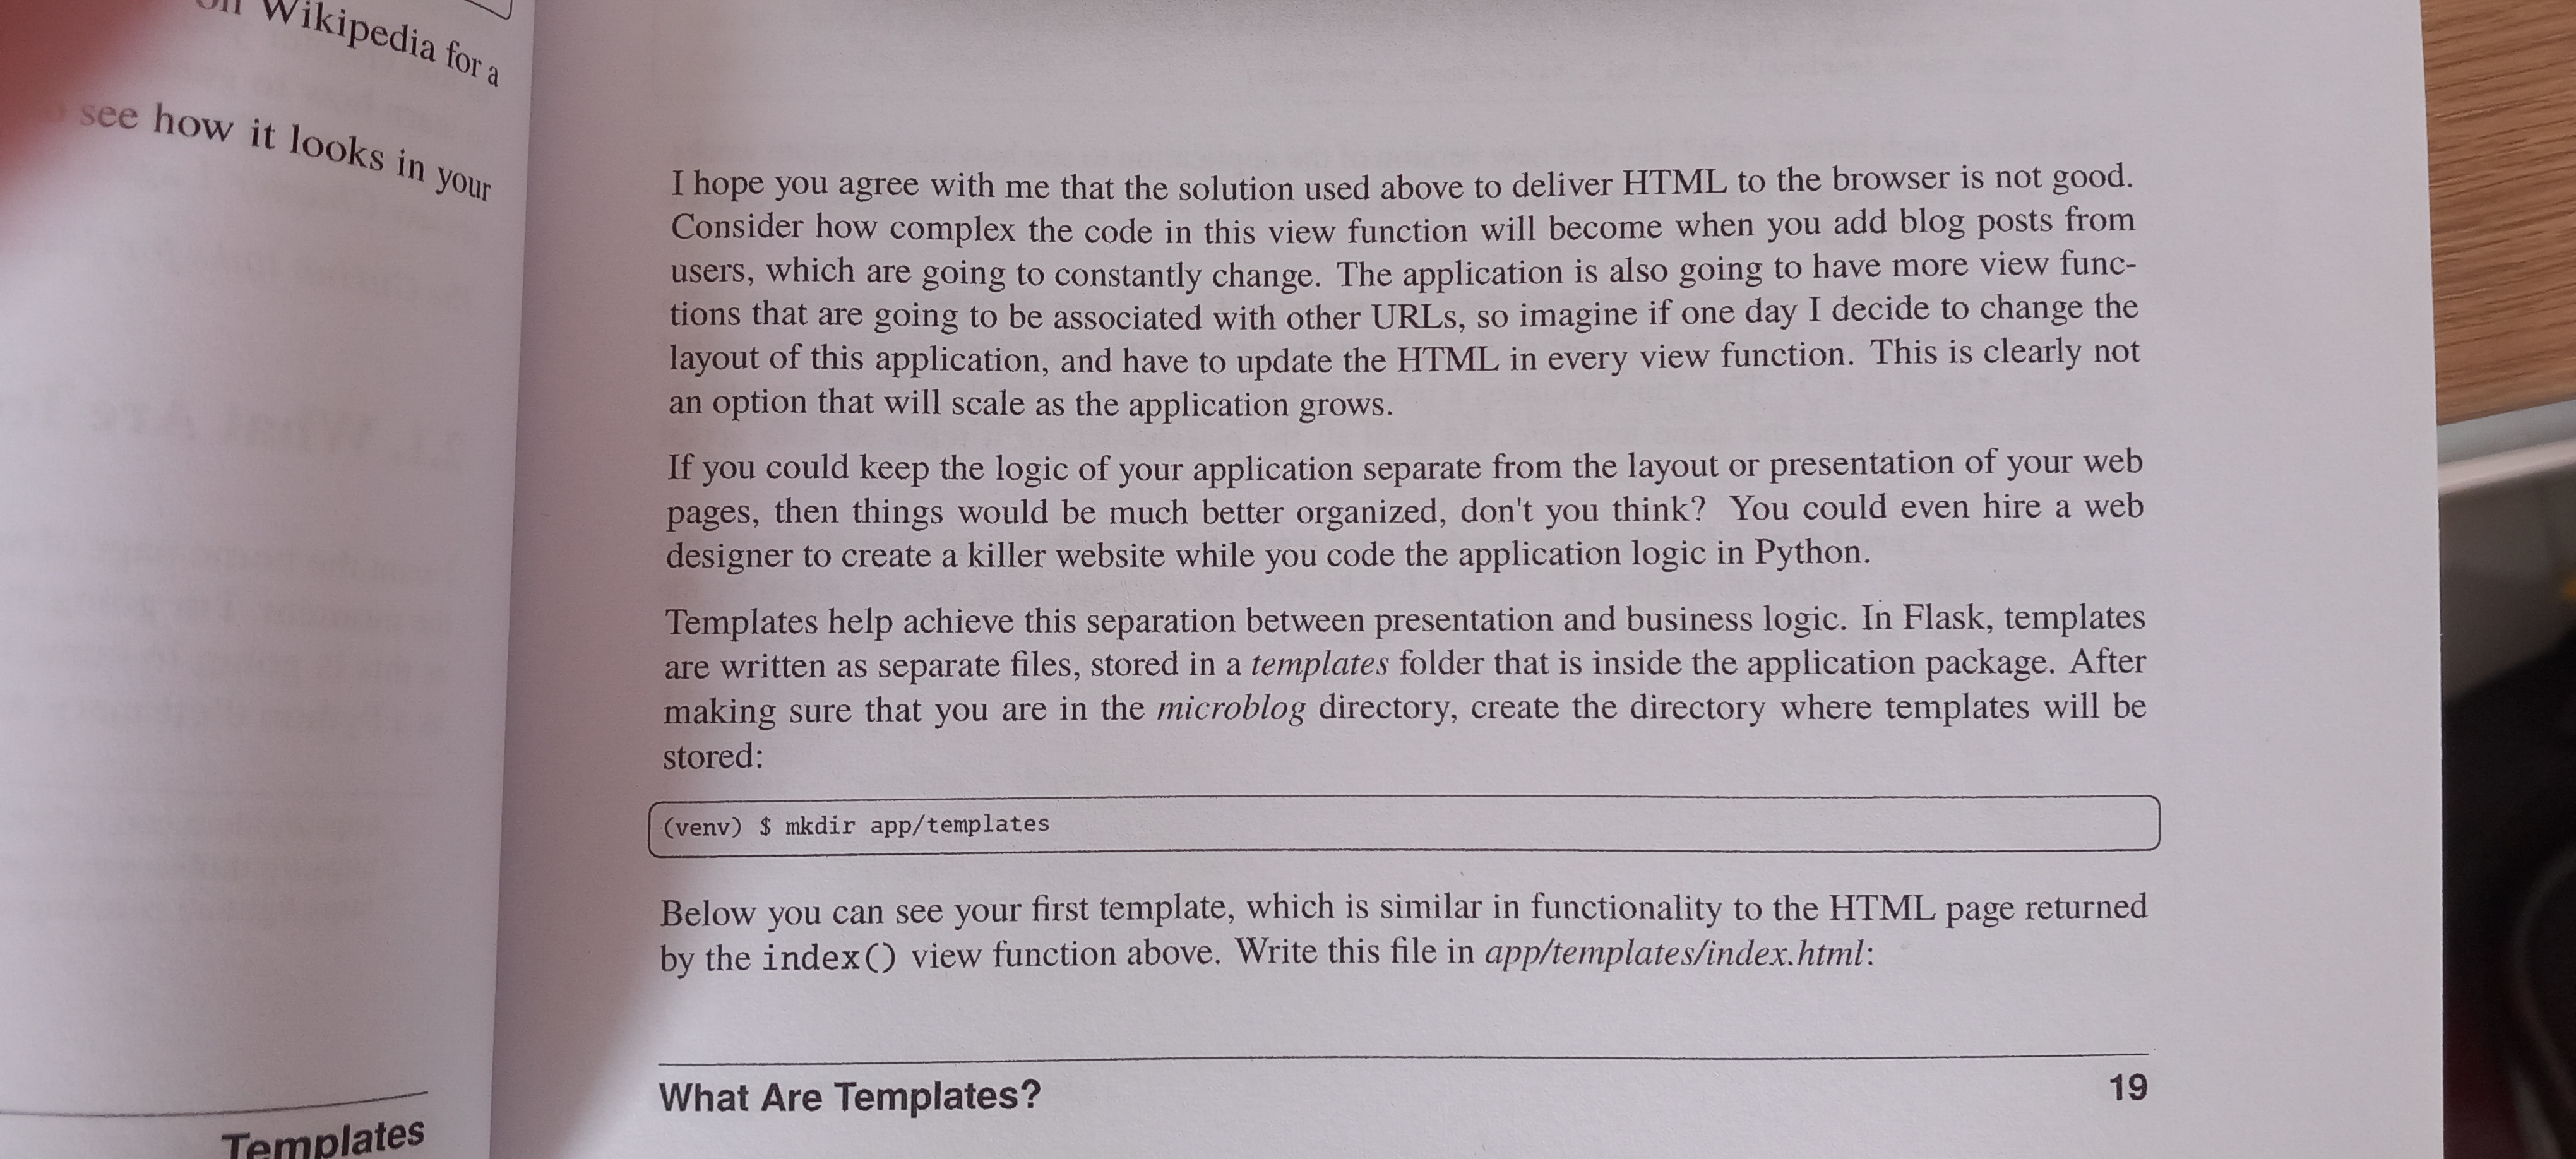 Wikipedia for a
see how it looks in your
Templates
I hope you agree with me that the solution used above to deliver HTML to the browser is not good.
Consider how complex the code in this view function will become when you add blog posts from
users, which are going to constantly change. The application is also going to have more view func-
tions that are going to be associated with other URLs, so imagine if one day I decide to change the
layout of this application, and have to update the HTML in every view function. This is clearly not
an option that will scale as the application grows.
If you could keep the logic of your application separate from the layout or presentation of your web
pages, then things would be much better organized, don't you think? You could even hire a web
designer to create a killer website while you code the application logic in Python.
Templates help achieve this separation between presentation and business logic. In Flask, templates
are written as separate files, stored in a templates folder that is inside the application package. After
making sure that you are in the microblog directory, create the directory where templates will be
stored:
(venv) $ mkdir app/templates
Below you can see your first template, which is similar in functionality to the HTML page returned
by the index() view function above. Write this file in app/templates/index.html:
What Are Templates?
19